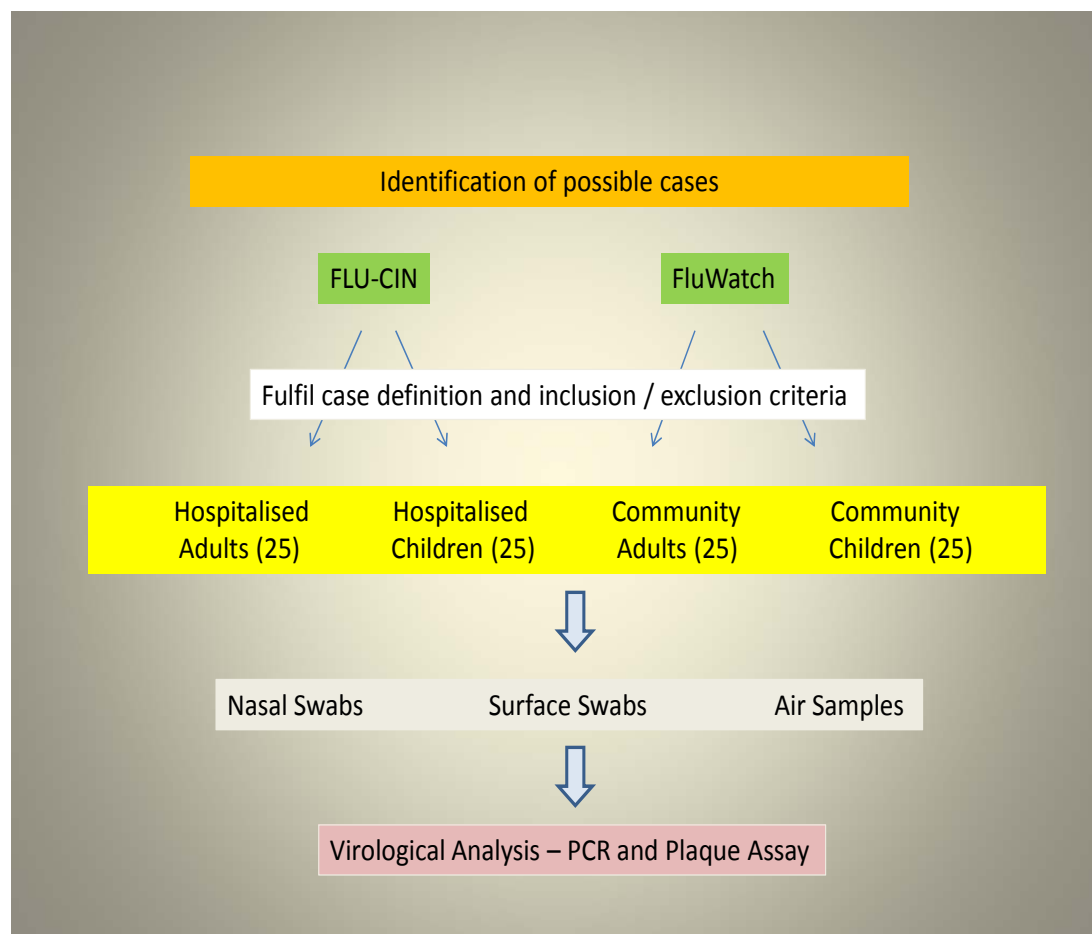 Identification of possible cases
FLU-CIN
FluWatch
Fulfil case definition and inclusion / exclusion criteria
Hospitalised
Adults (25)
Hospitalised
Children (25)
Community
Adults (25)
Community
Children (25)
Nasal Swabs
Surface Swabs
Air Samples
Virological Analysis – PCR and Plaque Assay